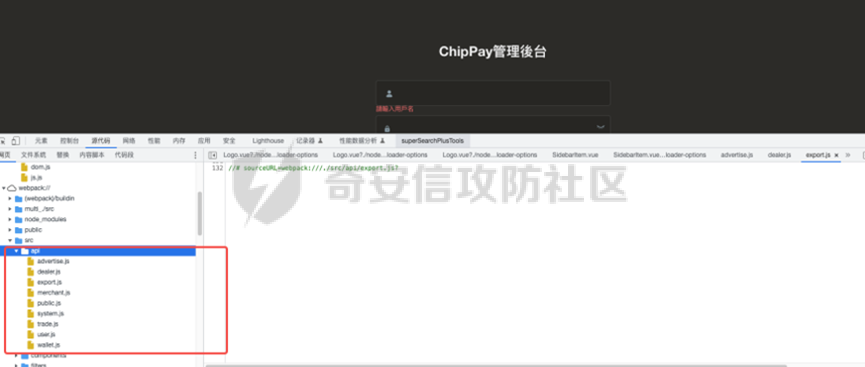 ChipPay管理後台
請輸入用戶名
元素 控制台 源代码 网络 性能 内存 应用 安全 Lighthouse 记录器 性能数据分析 superSearchPlusTools
网页 文件系统 替换 内容脚本 代码段
Logo.vue?./node...loader-options Logo.vue?./node...loader-options Logo.vue?./node...loader-options SidebarItem.vue SidebarItem.vue...loader-options advertise.js dealer.js export.js × »
dom.js
132 //# sourceURL=webpack:///./src/api/export.js?
js.js
webpack://
(webpack)/buildin
multi_./src
node_modules
public
src
api
advertise.js
dealer.js
export.js
merchant.js
public.js
system.js
trade.js
user.js
wallet.js
components
filters
奇安信攻防社区